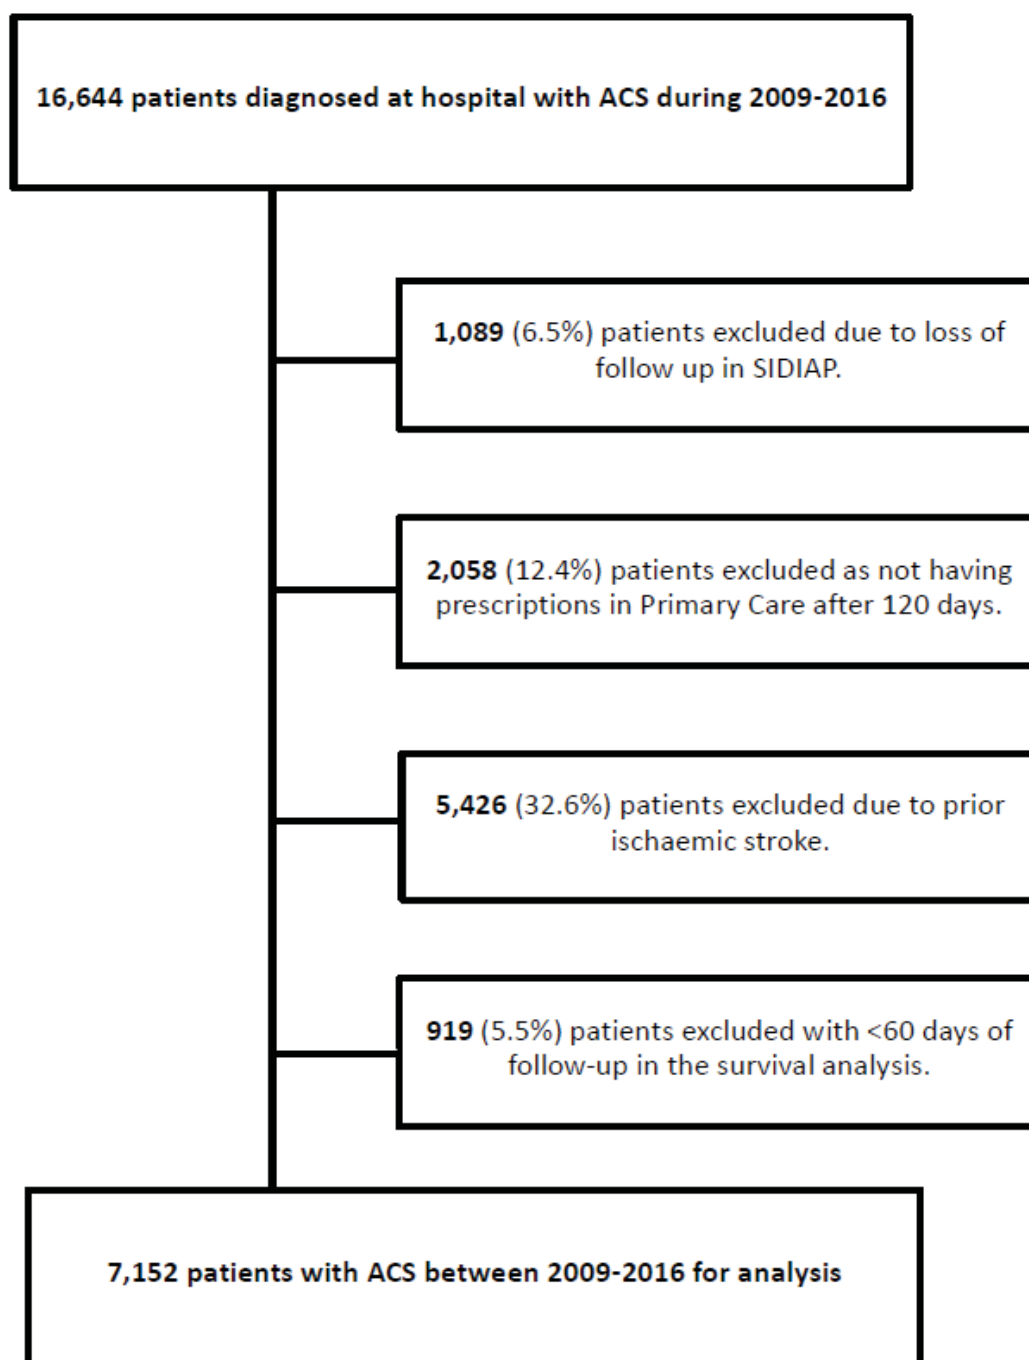 16,644 patients diagnosed at hospital with ACS during 2009-2016
1,089 (6.5%) patients excluded due to loss of
follow up in SIDIAP.
2,058 (12.4%) patients excluded as not having
prescriptions in Primary Care after 120 days.
5,426 (32.6%) patients excluded due to prior
ischaemic stroke.
919 (5.5%) patients excluded with <60 days of
follow-up in the survival analysis.
7,152 patients with ACS between 2009-2016 for analysis